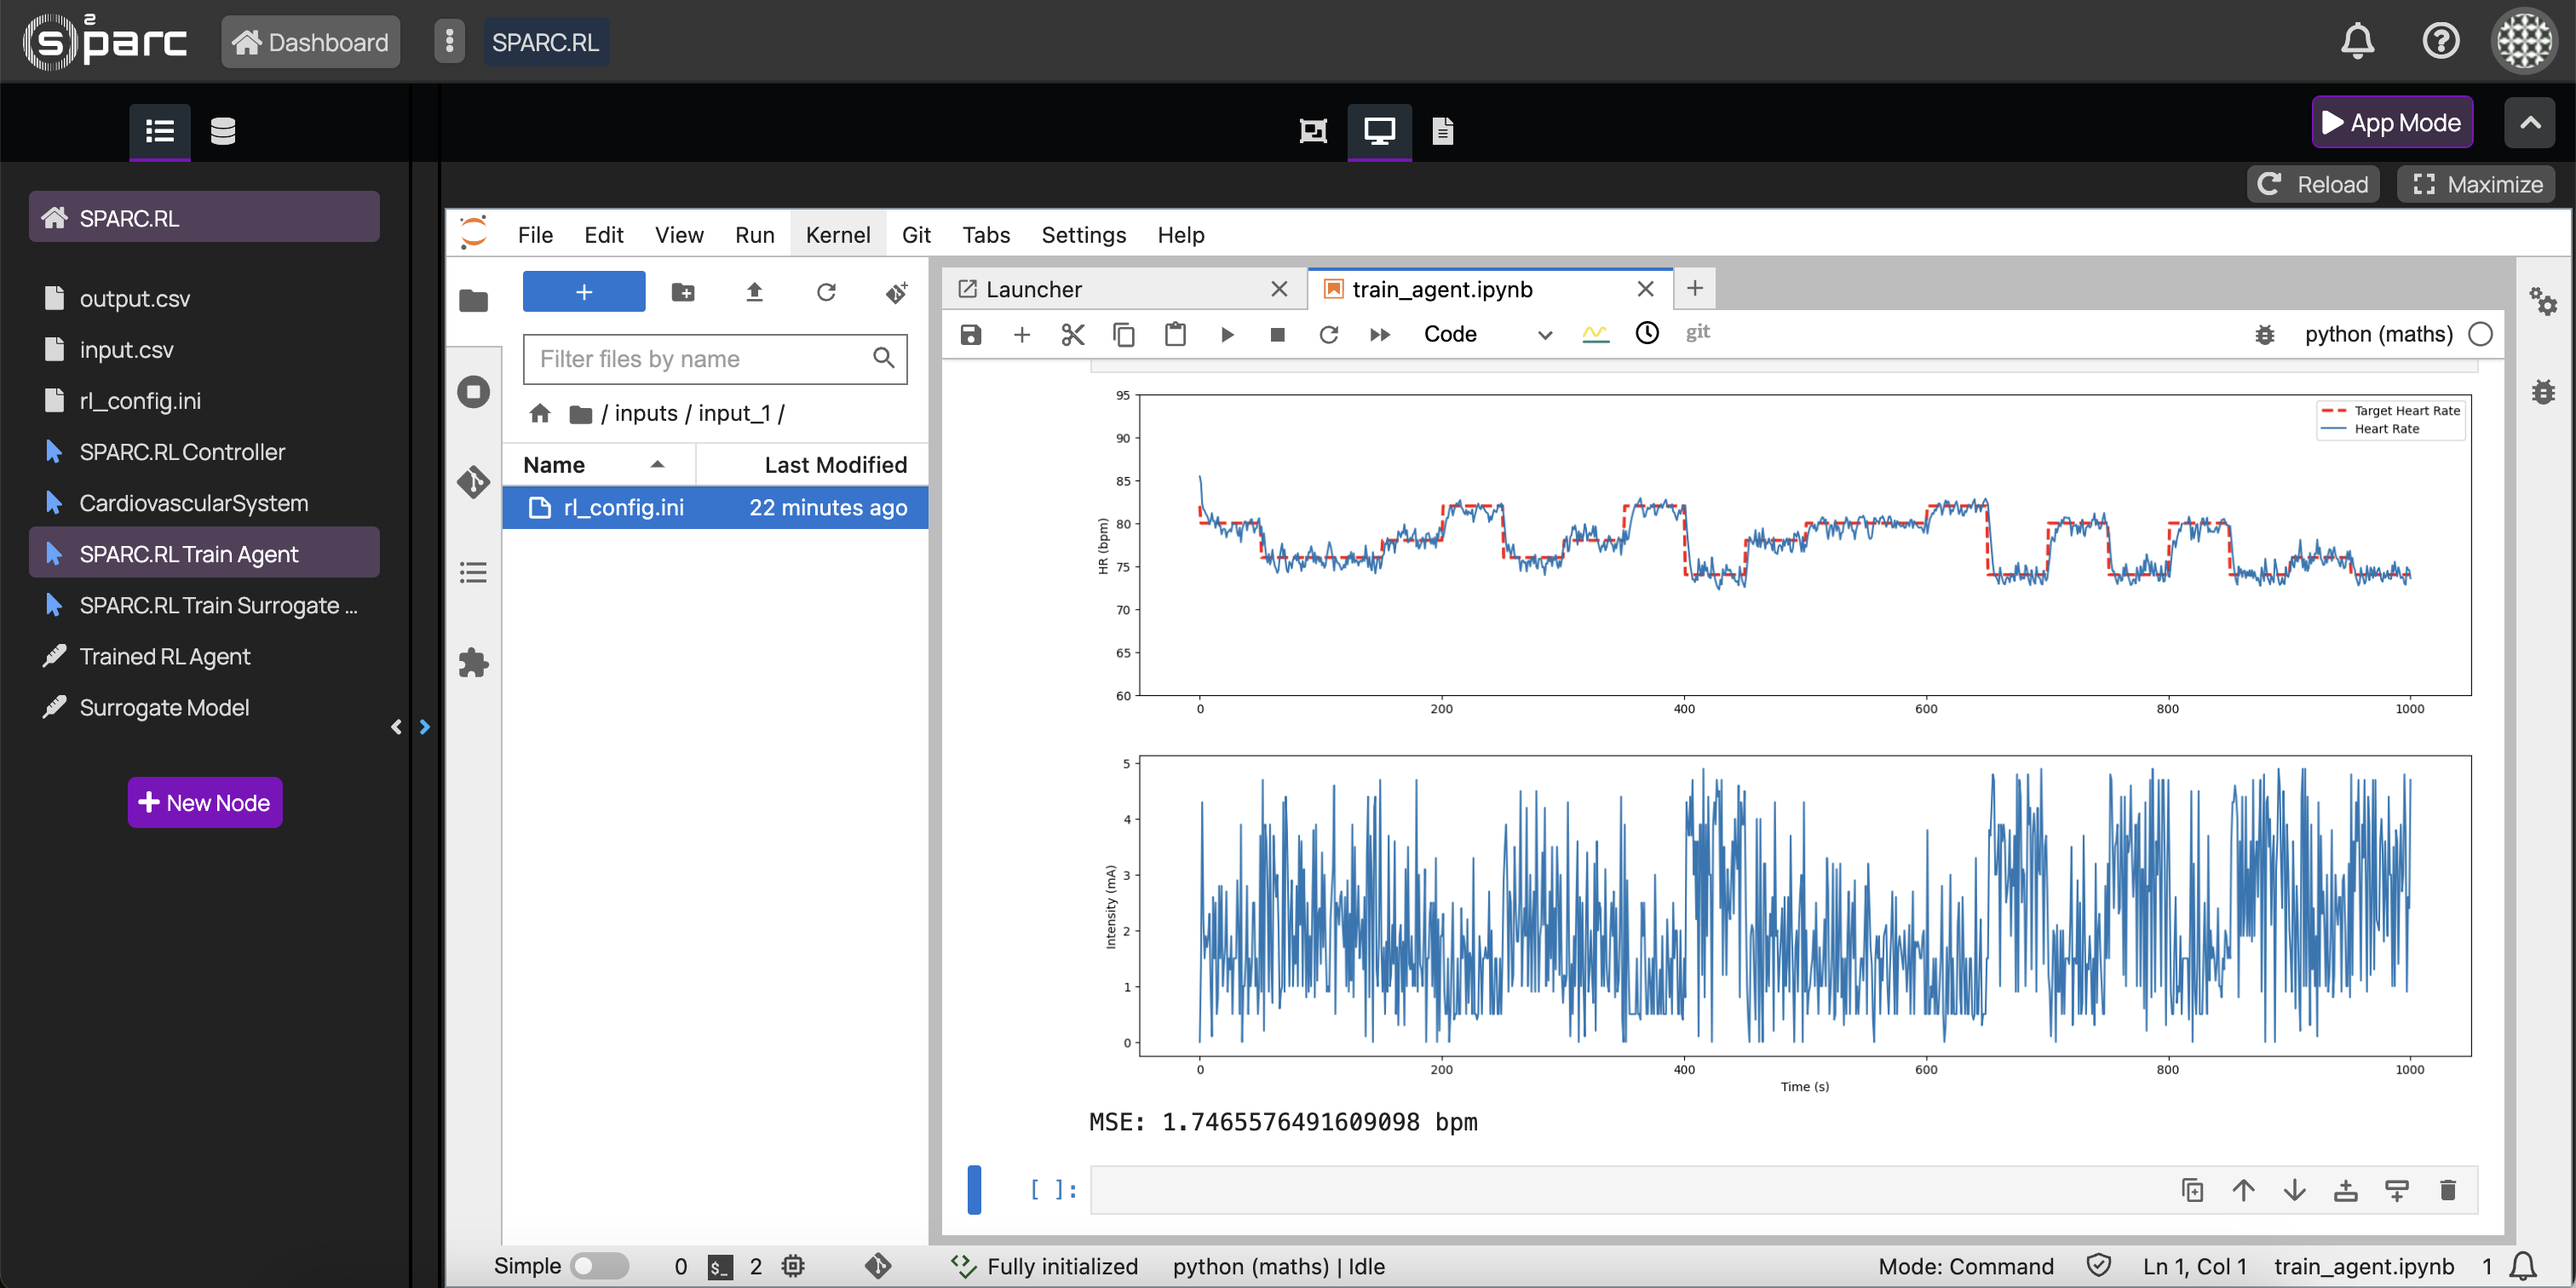 s²parc
Dashboard
SPARC.RL
App Mode
Reload
Maximize
SPARC.RL
output.csv
input.csv
rl_config.ini
SPARC.RL Controller
CardiovascularSystem
SPARC.RL Train Agent
SPARC.RL Train Surrogate ...
Trained RL Agent
Surrogate Model
New Node
File Edit View Run Kernel Git Tabs Settings Help
Filter files by name
/ inputs / input_1 /
Name Last Modified
rl_config.ini 22 minutes ago
Launcher
train_agent.ipynb
Code
git
python (maths)
95
90
85
80
75
70
65
60
HR (bpm)
Target Heart Rate
Heart Rate
0 200 400 600 800 1000
5
4
3
2
1
0
Intensity (mA)
0 200 400 600 800 1000
Time (s)
MSE: 1.7465576491609098 bpm
[ ]:
Simple 0 $_ 2 Fully initialized python (maths) | Idle Mode: Command Ln 1, Col 1 train_agent.ipynb 1